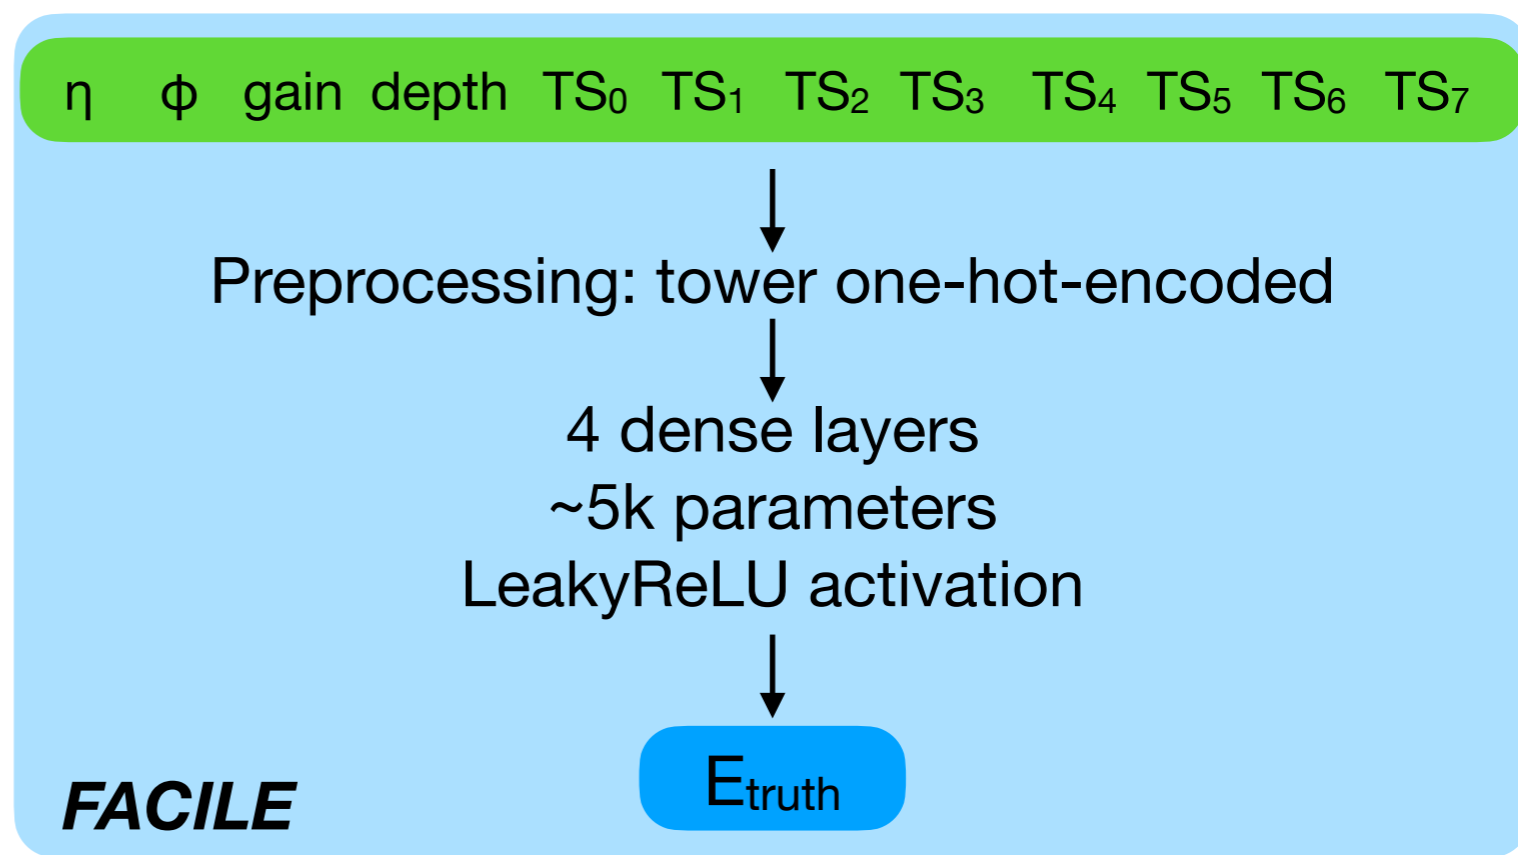 η ϕ gain depth TS₀ TS₁ TS₂ TS₃ TS₄ TS₅ TS₆ TS₇
Preprocessing: tower one-hot-encoded
4 dense layers
~5k parameters
LeakyReLU activation
Etruth
FACILE